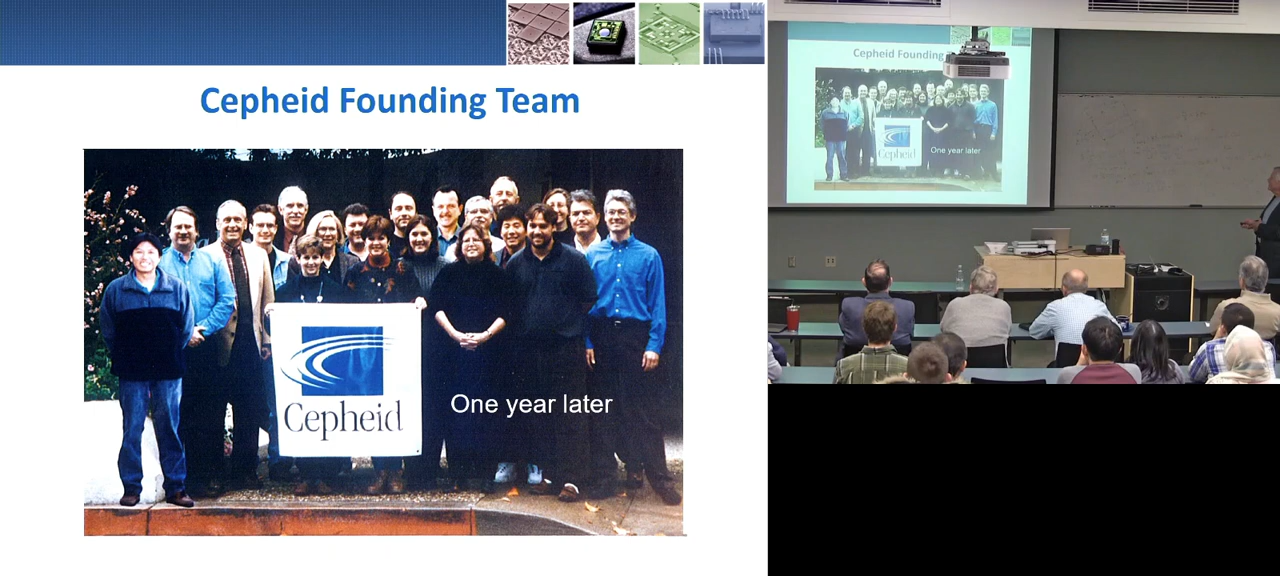 Cepheid Founding Team
Cepheid
One year later
Cepheid Founding
Cepheid
One year later